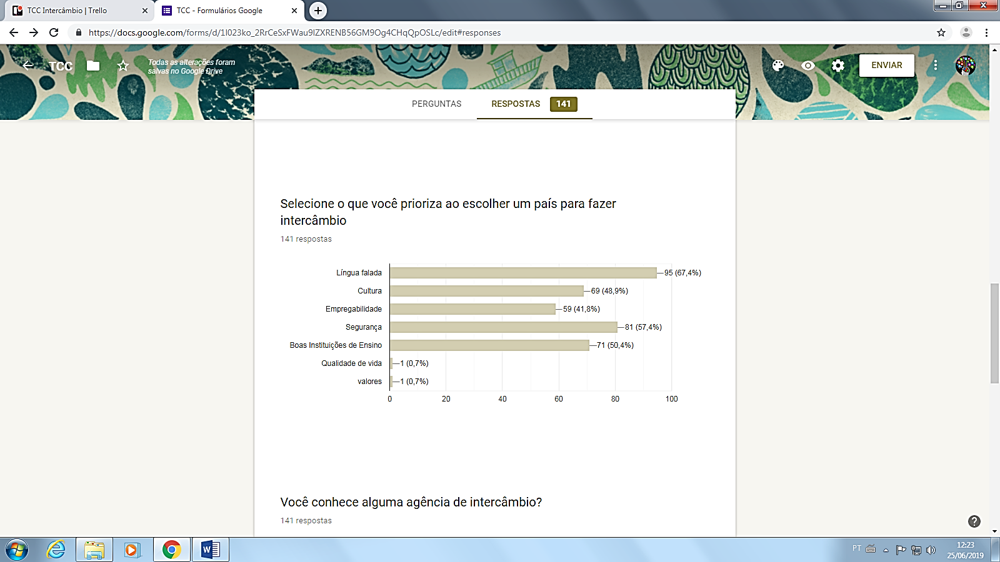 TCC Intercâmbio | Trello
TCC - Formulários Google
https://docs.google.com/forms/d/1l023ko_2RrCeSxFWau9lZXRENB56GM9Og4CHqQpOSLc/edit#responses
TCC
Todas as alterações foram
salvas no Google Drive
ENVIAR
PERGUNTAS
RESPOSTAS 141
Selecione o que você prioriza ao escolher um país para fazer
intercâmbio
141 respostas
Língua falada 95 (67,4%)
Cultura 69 (48,9%)
Empregabilidade 59 (41,8%)
Segurança 81 (57,4%)
Boas Instituições de Ensino 71 (50,4%)
Qualidade de vida 1 (0,7%)
valores 1 (0,7%)
0 20 40 60 80 100
Você conhece alguma agência de intercâmbio?
141 respostas
PT
12:23
25/06/2019